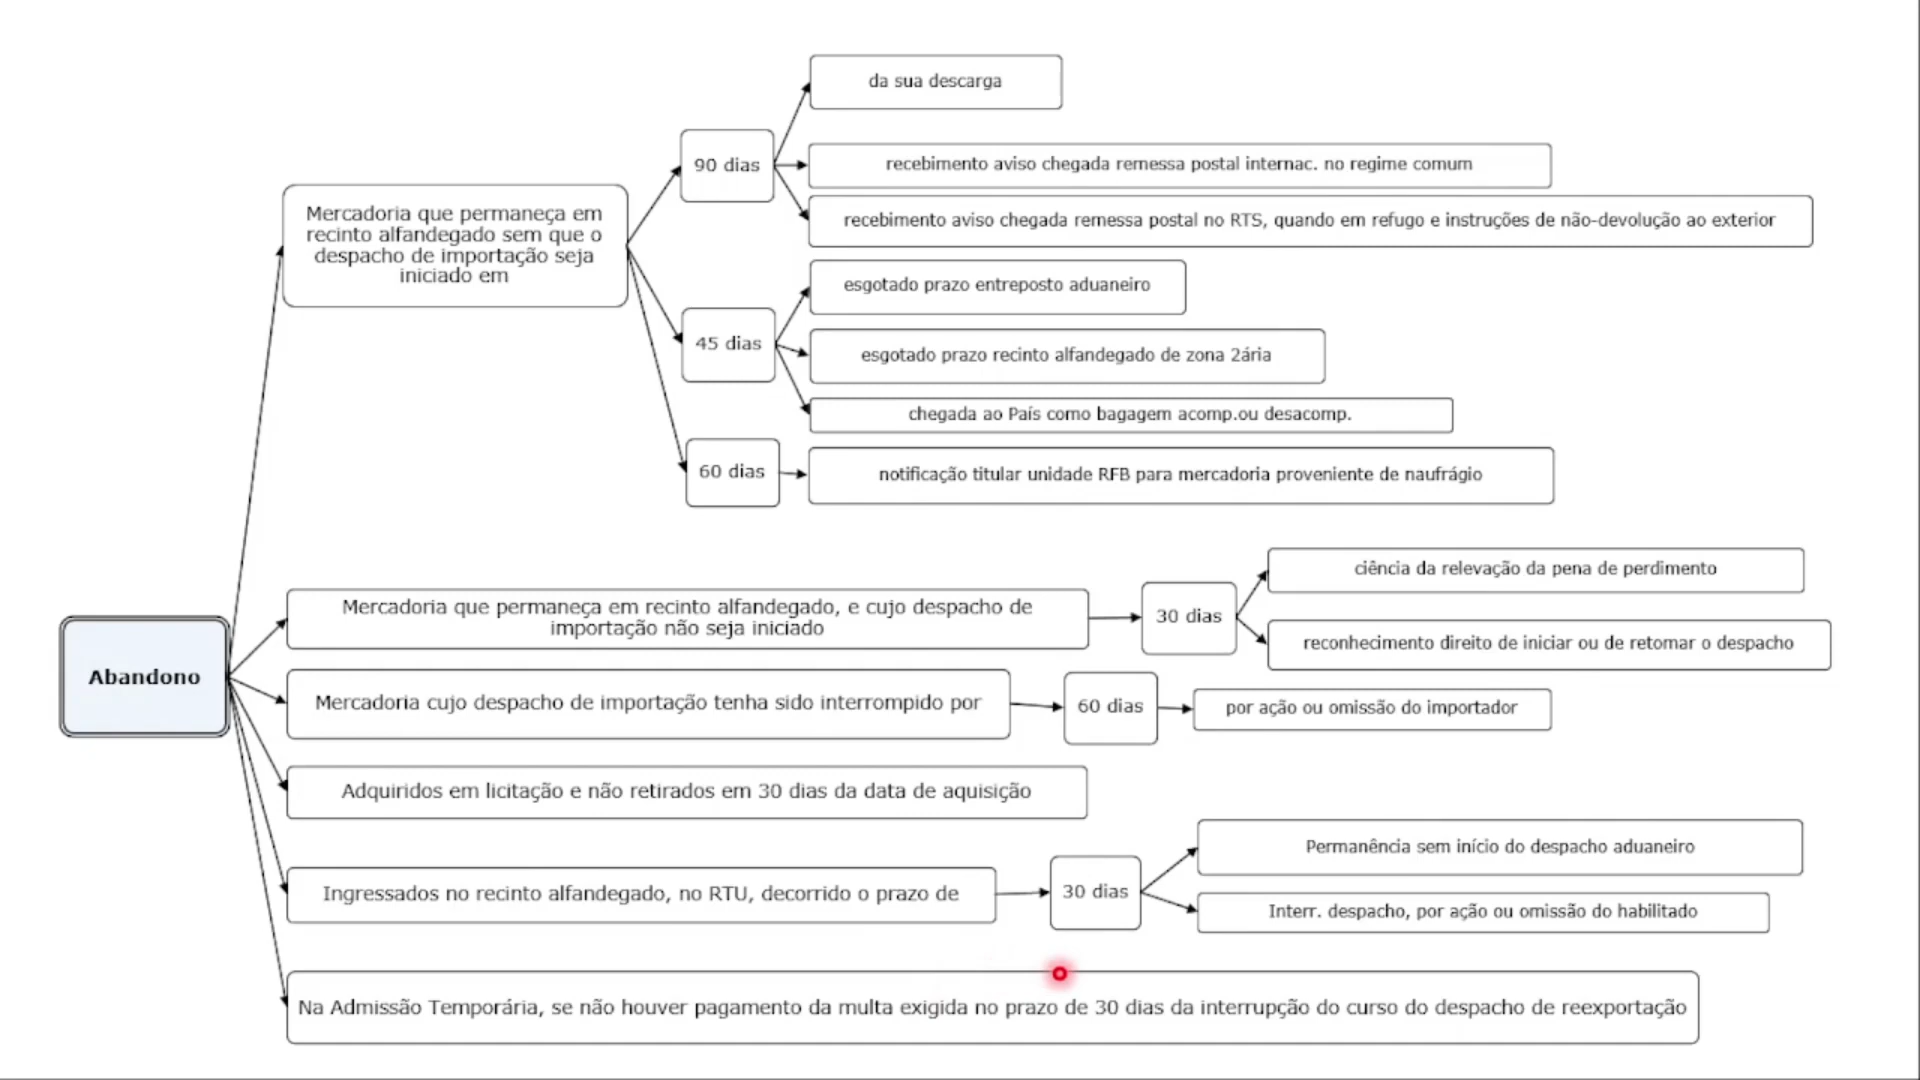 da sua descarga
90 dias
recebimento aviso chegada remessa postal internac. no regime comum
recebimento aviso chegada remessa postal no RTS, quando em refugo e instruções de não-devolução ao exterior
Mercadoria que permaneça em
recinto alfandegado sem que o
despacho de importação seja
iniciado em
esgotado prazo entreposto aduaneiro
45 dias
esgotado prazo recinto alfandegado de zona 2ária
chegada ao País como bagagem acomp.ou desacomp.
60 dias
notificação titular unidade RFB para mercadoria proveniente de naufrágio
Abandono
Mercadoria que permaneça em recinto alfandegado, e cujo despacho de
importação não seja iniciado
30 dias
ciência da relevação da pena de perdimento
reconhecimento direito de iniciar ou de retomar o despacho
Mercadoria cujo despacho de importação tenha sido interrompido por
60 dias
por ação ou omissão do importador
Adquiridos em licitação e não retirados em 30 dias da data de aquisição
Ingressados no recinto alfandegado, no RTU, decorrido o prazo de
30 dias
Permanência sem início do despacho aduaneiro
Interr. despacho, por ação ou omissão do habilitado
Na Admissão Temporária, se não houver pagamento da multa exigida no prazo de 30 dias da interrupção do curso do despacho de reexportação